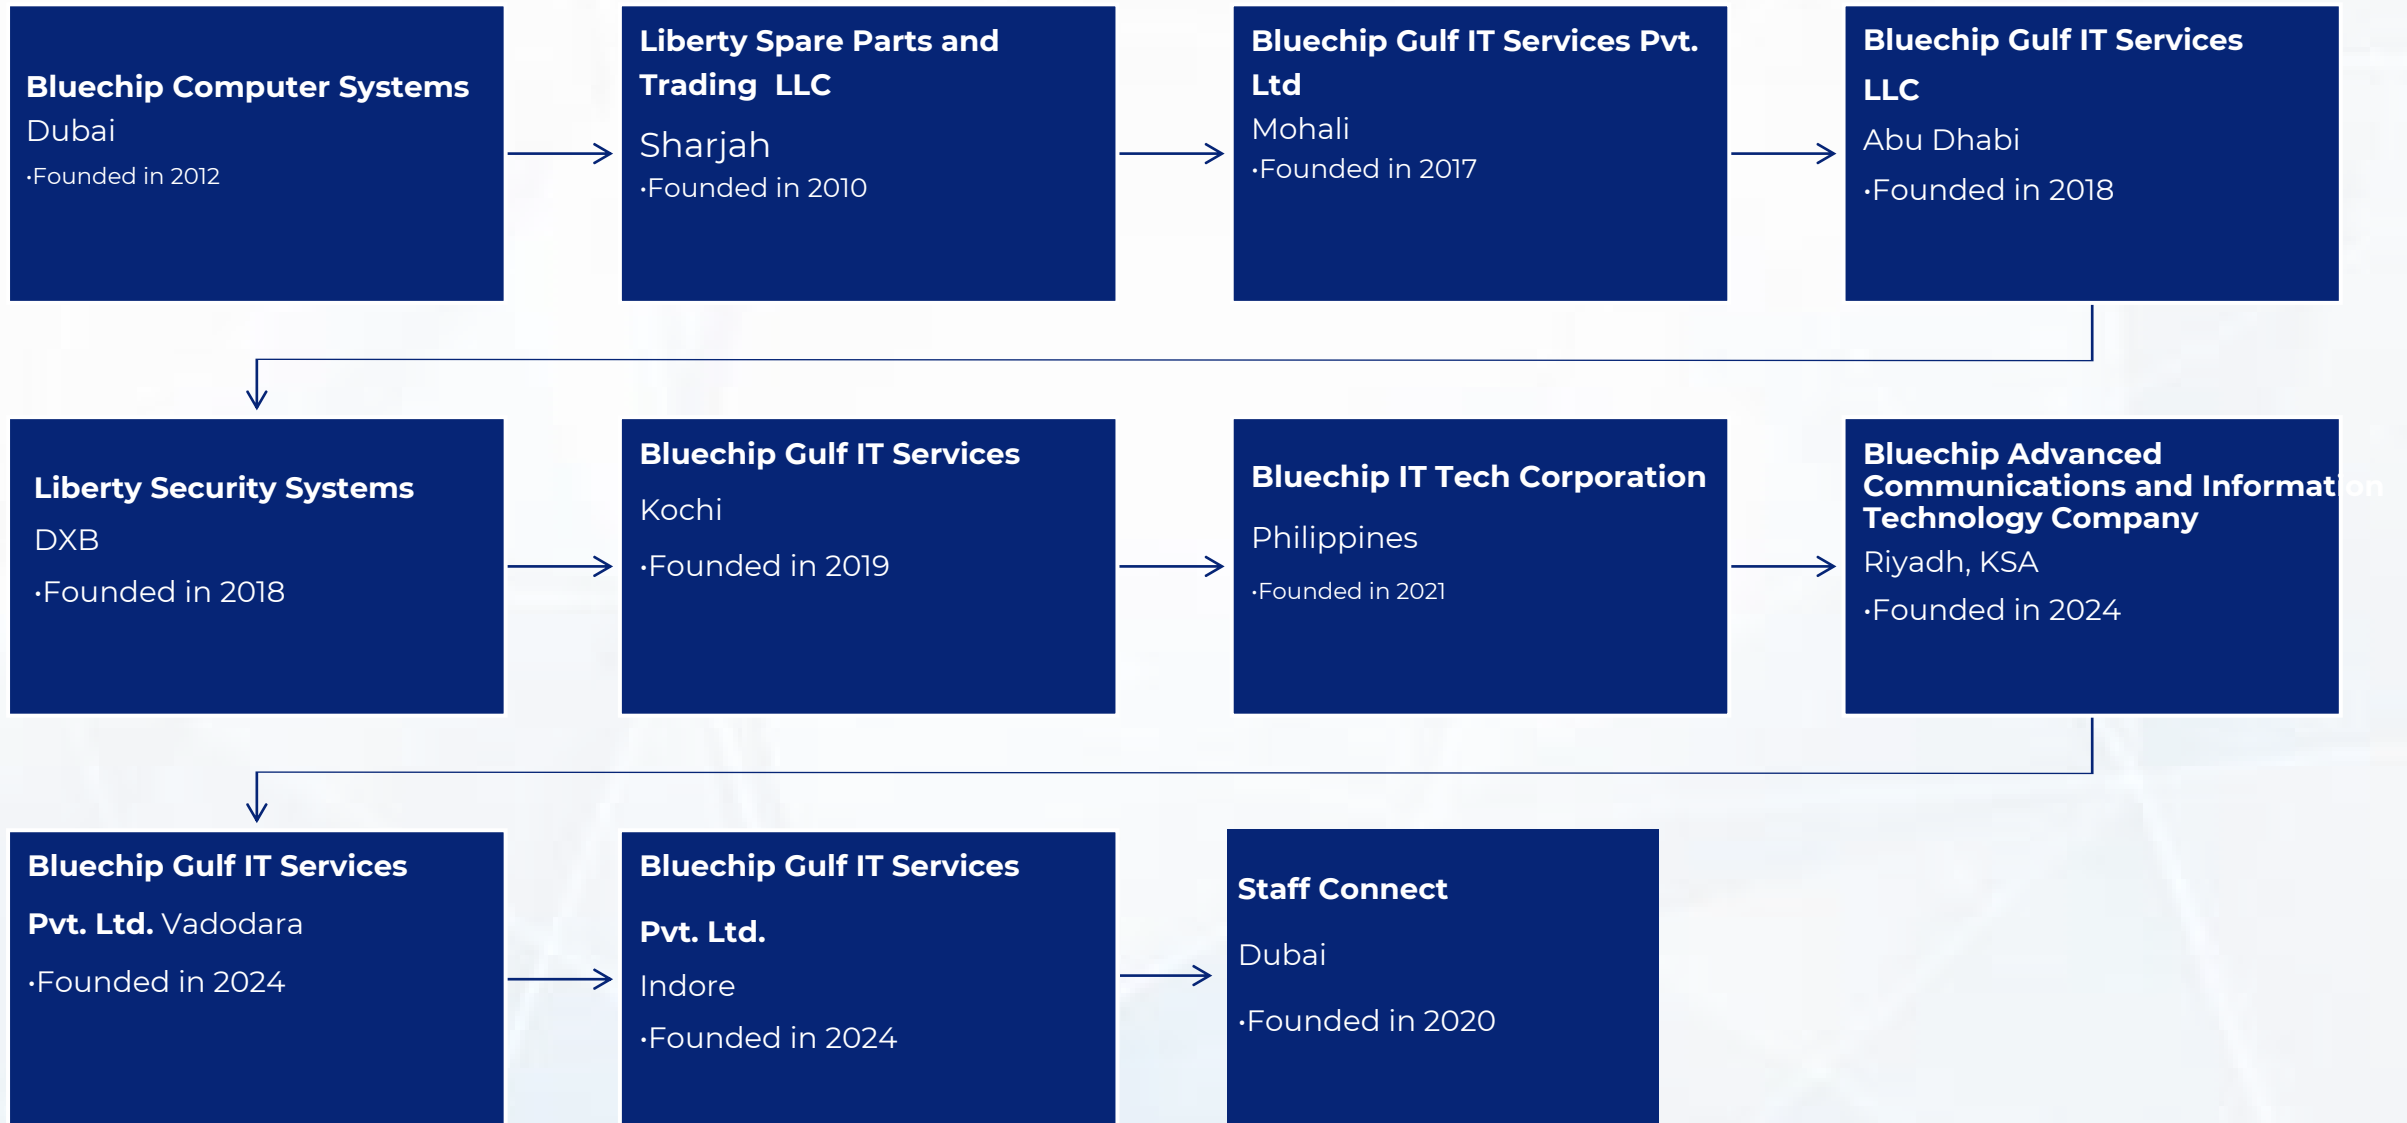 Bluechip Computer Systems
Dubai
•Founded in 2012
Liberty Spare Parts and
Trading LLC
Sharjah
•Founded in 2010
Bluechip Gulf IT Services Pvt.
Ltd
Mohali
•Founded in 2017
Bluechip Gulf IT Services
LLC
Abu Dhabi
•Founded in 2018
Liberty Security Systems
DXB
•Founded in 2018
Bluechip Gulf IT Services
Kochi
•Founded in 2019
Bluechip IT Tech Corporation
Philippines
•Founded in 2021
Bluechip Advanced
Communications and Information
Technology Company
Riyadh, KSA
•Founded in 2024
Bluechip Gulf IT Services
Pvt. Ltd. Vadodara
•Founded in 2024
Bluechip Gulf IT Services
Pvt. Ltd.
Indore
•Founded in 2024
Staff Connect
Dubai
•Founded in 2020